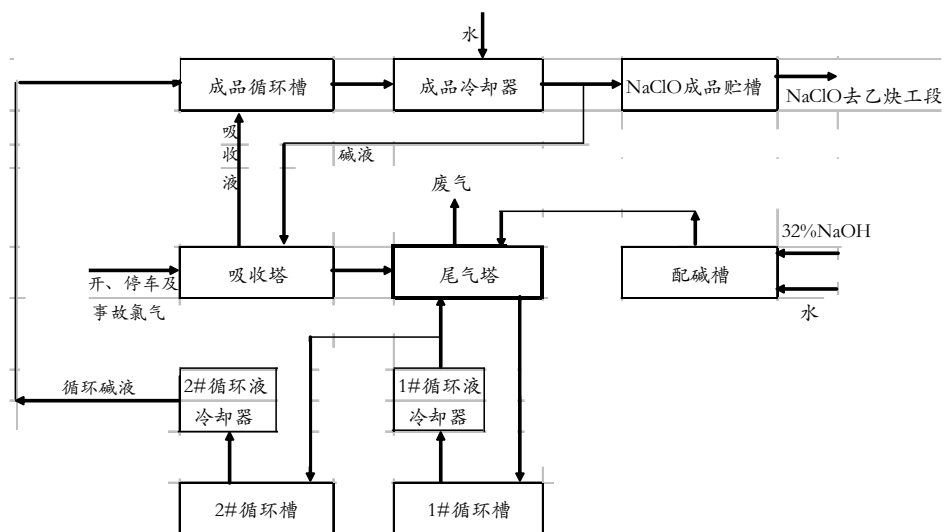 水
成品循环槽
成品冷却器
NaClO成品贮槽
NaClO去乙炔工段
吸
收
液
碱液
废气
32%NaOH
吸收塔
尾气塔
配碱槽
开、停车及
事故氯气
水
循环碱液
2#循环液
冷却器
1#循环液
冷却器
2#循环槽
1#循环槽